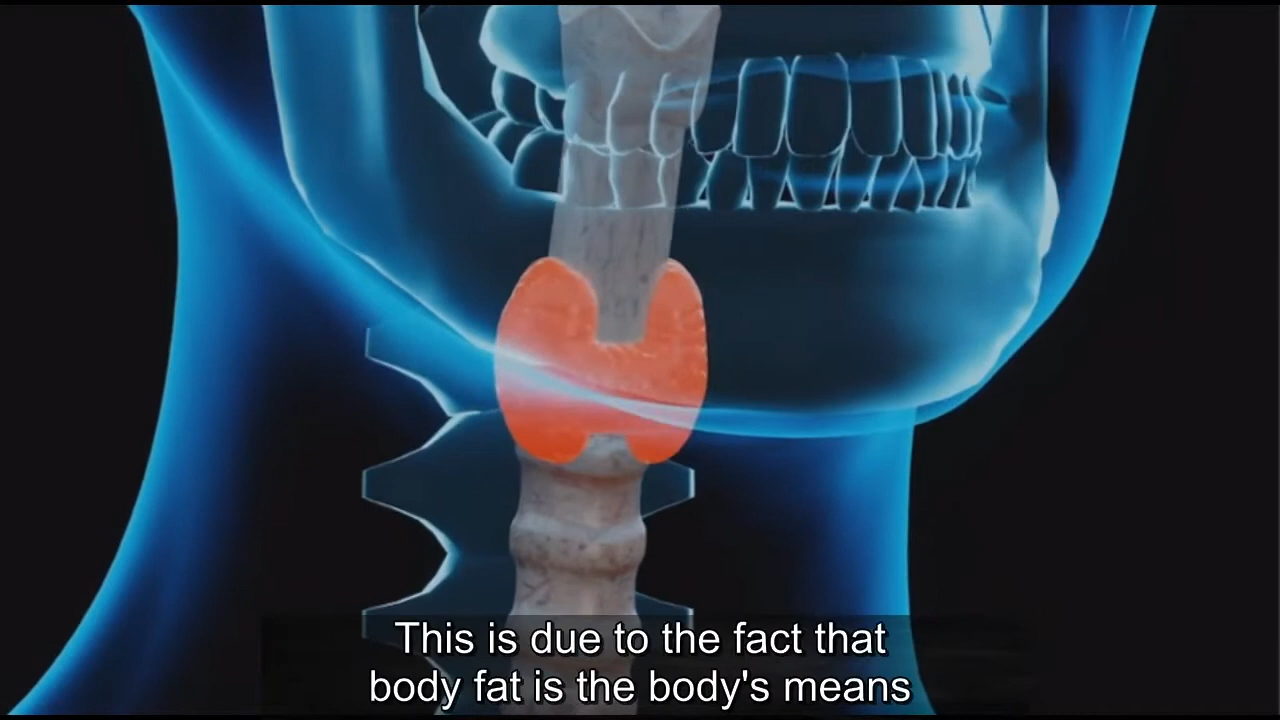 This is due to the fact that
body fat is the body's means